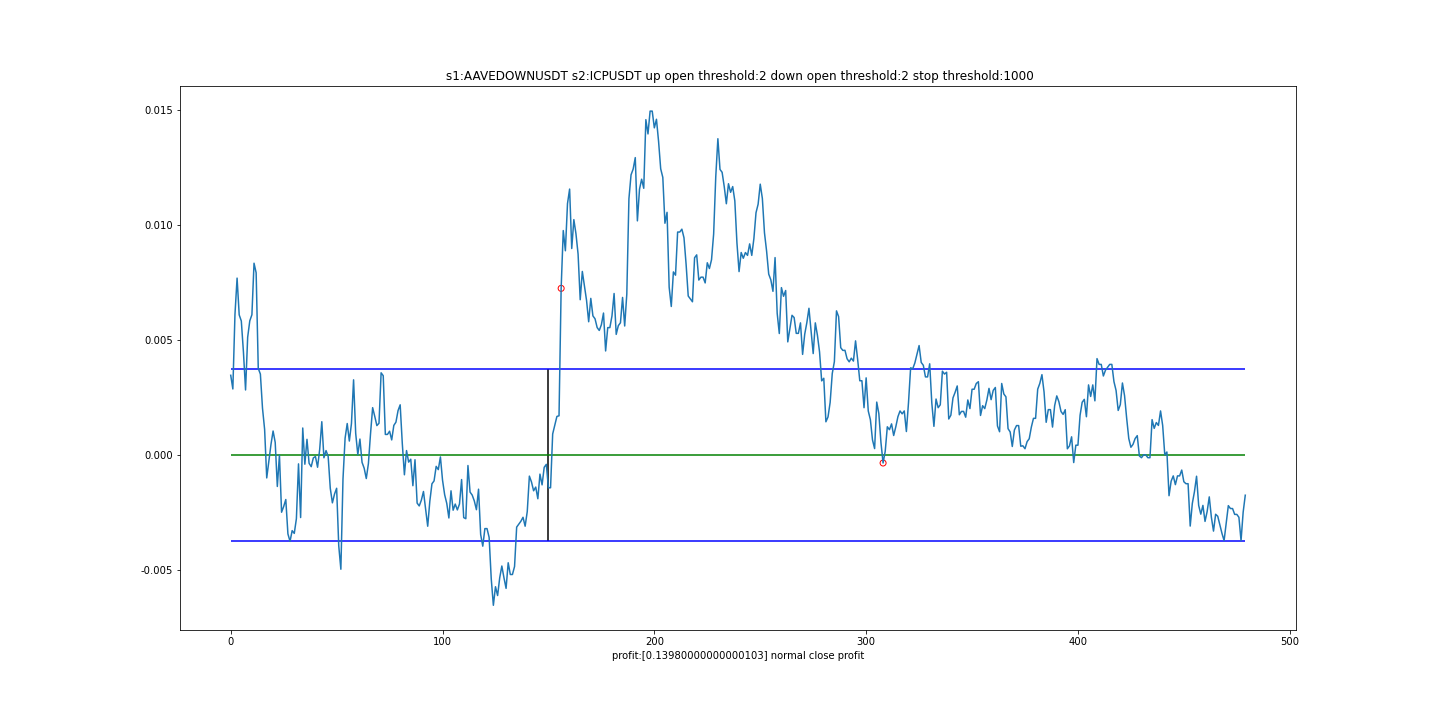 s1:AAVEDOWNUSDT s2:ICPUSDT up open threshold:2 down open threshold:2 stop threshold:1000
0.015
0.010
0.005
0.000
-0.005
0 100 200 300 400 500
profit:[0.13980000000000103] normal close profit